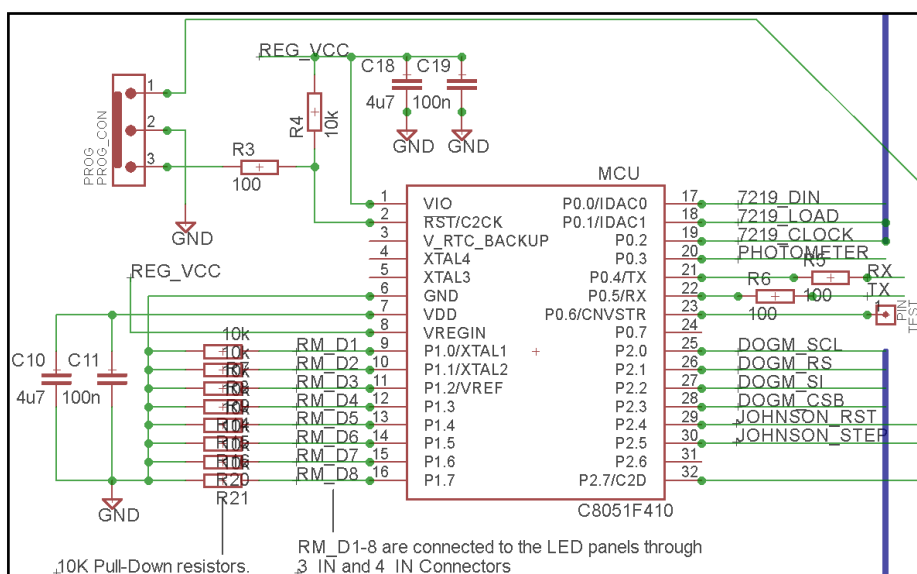 REG_VCC
C18
C19
4u7
100n
GND
GND
PROG
PROG_CON
1
2
3
R3
100
R4
10k
GND
MCU
1 VIO
2 RST/C2CK
3 V_RTC_BACKUP
4 XTAL4
5 XTAL3
6 GND
7 VDD
8 VREGIN
9 P1.0/XTAL1
10 P1.1/XTAL2
11 P1.2/VREF
12 P1.3
13 P1.4
14 P1.5
15 P1.6
16 P1.7
P0.0/IDAC0 17 7219_DIN
P0.1/IDAC1 18 7219_LOAD
P0.2 19 7219_CLOCK
P0.3 20 PHOTOMETER
P0.4/TX 21
P0.5/RX 22
P0.6/CNVSTR 23
P0.7 24
P2.0 25 DOGM_SCL
P2.1 26 DOGM_RS
P2.2 27 DOGM_SI
P2.3 28 DOGM_CSB
P2.4 29 JOHNSON_RST
P2.5 30 JOHNSON_STEP
P2.6 31
P2.7/C2D 32
C8051F410
R5
100
RX
R6
100
TX
1
PIN
TEST
REG_VCC
C10
C11
4u7
100n
GND
10k
10k
RM_D1
RM_D2
RM_D3
RM_D4
RM_D5
RM_D6
RM_D7
RM_D8
R20
R21
10K Pull-Down resistors.
RM_D1-8 are connected to the LED panels through
3_IN and 4_IN Connectors